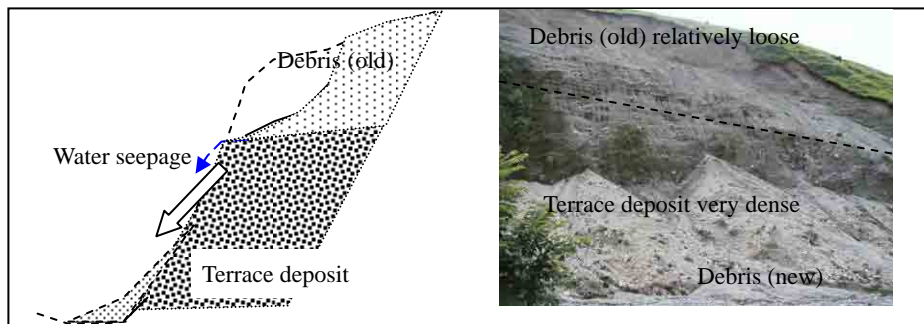 Debris (old)
Water seepage
Terrace deposit
Debris (old) relatively loose
Terrace deposit very dense
Debris (new)